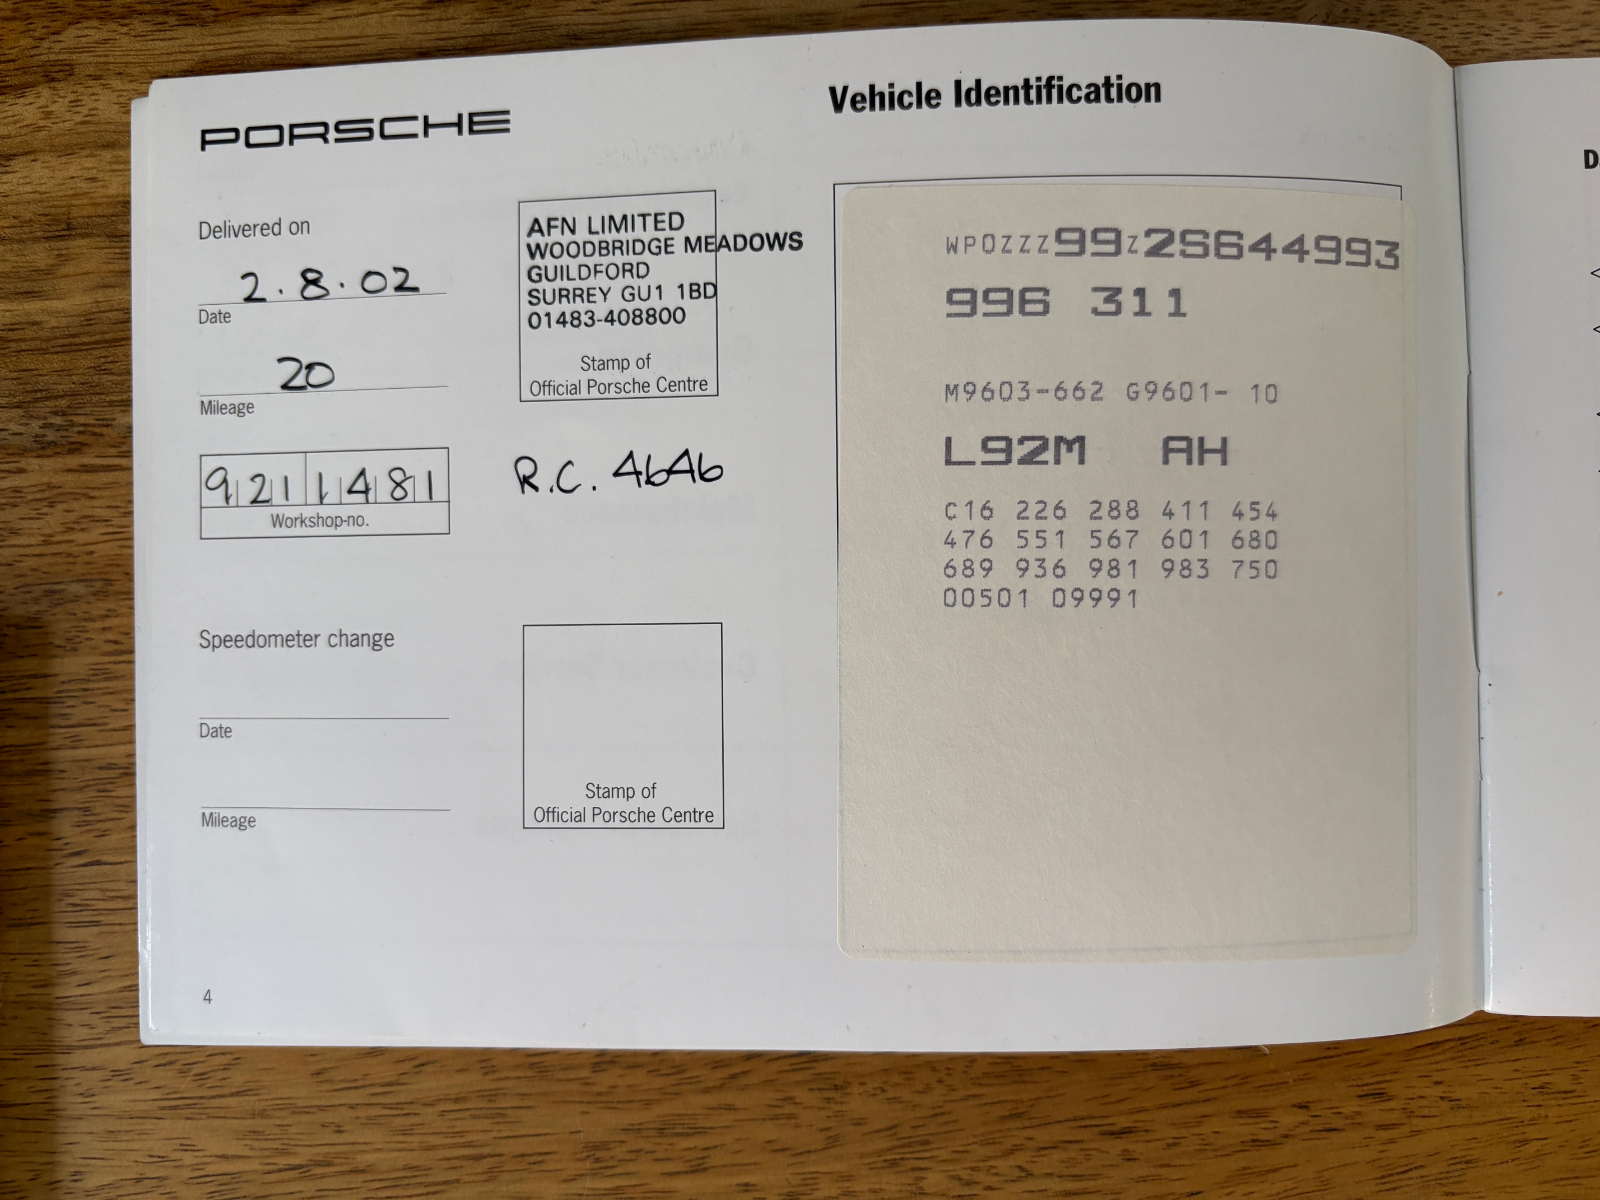 PORSCHE
Vehicle Identification
Delivered on
2.8.02
Date
20
Mileage
9211481
Workshop-no.
AFN LIMITED
WOODBRIDGE MEADOWS
GUILDFORD
SURREY GU1 1BD
01483-408800
Stamp of
Official Porsche Centre
R.C. 4646
Speedometer change
Date
Mileage
Stamp of
Official Porsche Centre
4
WP0ZZZ99Z2S644993
996 311
M9603-662 G9601- 10
L92M AH
C16 226 288 411 454
476 551 567 601 680
689 936 981 983 750
00501 09991